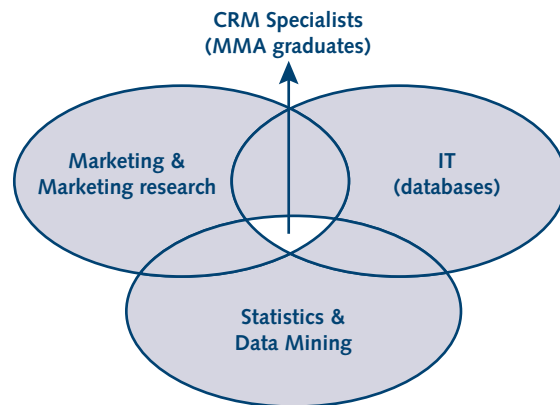 CRM Specialists
(MMA graduates)
Marketing &
Marketing research
IT
(databases)
Statistics &
Data Mining